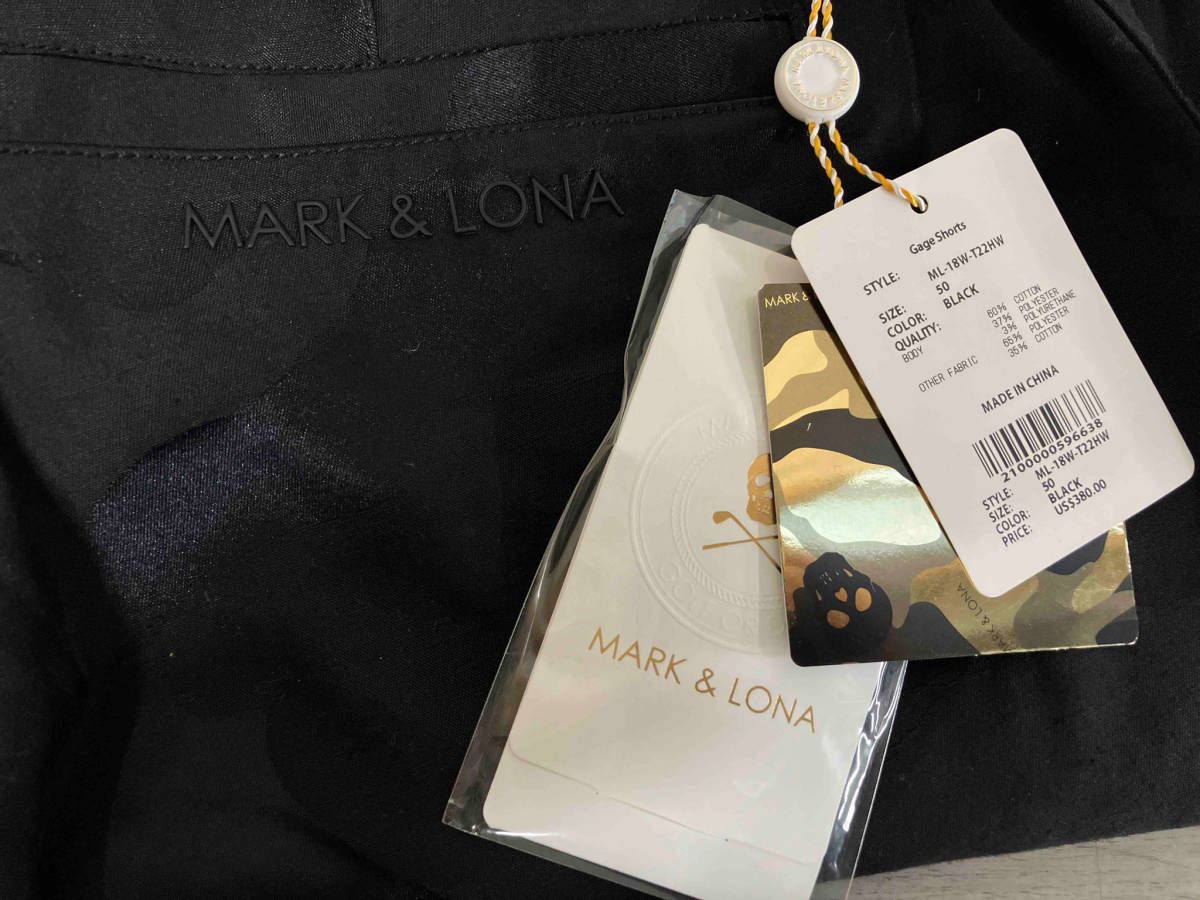 MARK & LONA
Gage Shorts
STYLE: ML-18W-T22HW
SIZE: 50
COLOR: BLACK
QUALITY:
BODY 60% COTTON
37% POLYESTER
3% POLYURETHANE
OTHER FABRIC 65% POLYESTER
35% COTTON
MADE IN CHINA
2100000596638
STYLE: ML-18W-T22HW
SIZE: 50
COLOR: BLACK
PRICE: US$380.00
MARK &
MARK & LONA
MARK & LONA